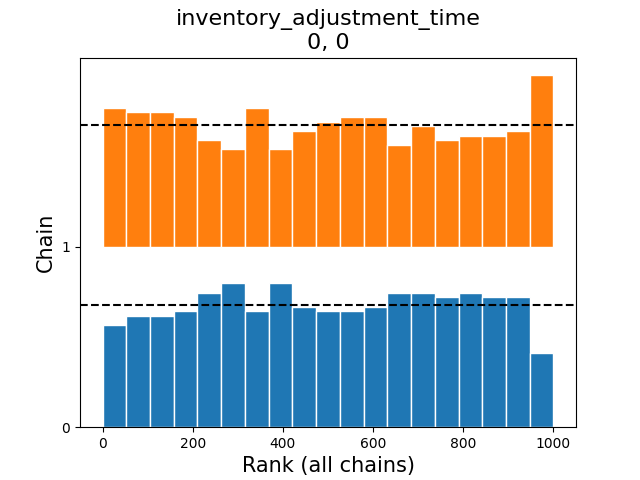 inventory_adjustment_time
0, 0
Chain
1
0
0 200 400 600 800 1000
Rank (all chains)